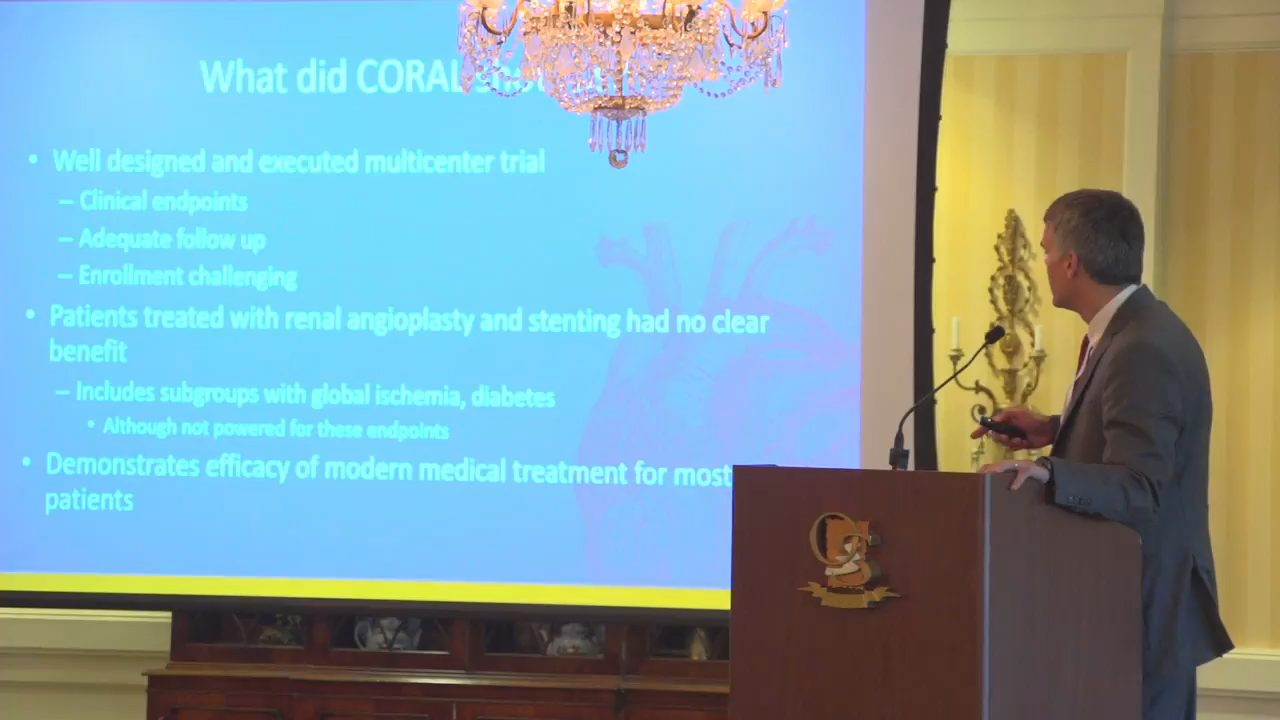 What did CORAL
• Well designed and executed multicenter trial
– Clinical endpoints
– Adequate follow up
– Enrollment challenging
• Patients treated with renal angioplasty and stenting had no clear
benefit
– Includes subgroups with global ischemia, diabetes
• Although not powered for these endpoints
• Demonstrates efficacy of modern medical treatment for most
patients